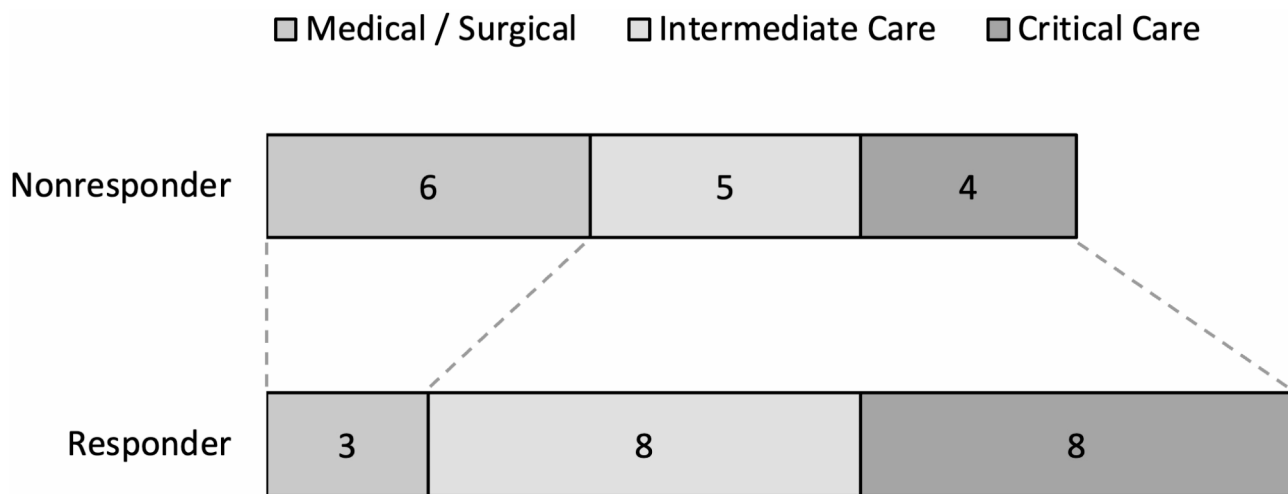 Medical / Surgical Intermediate Care Critical Care
Nonresponder 6 5 4
Responder 3 8 8